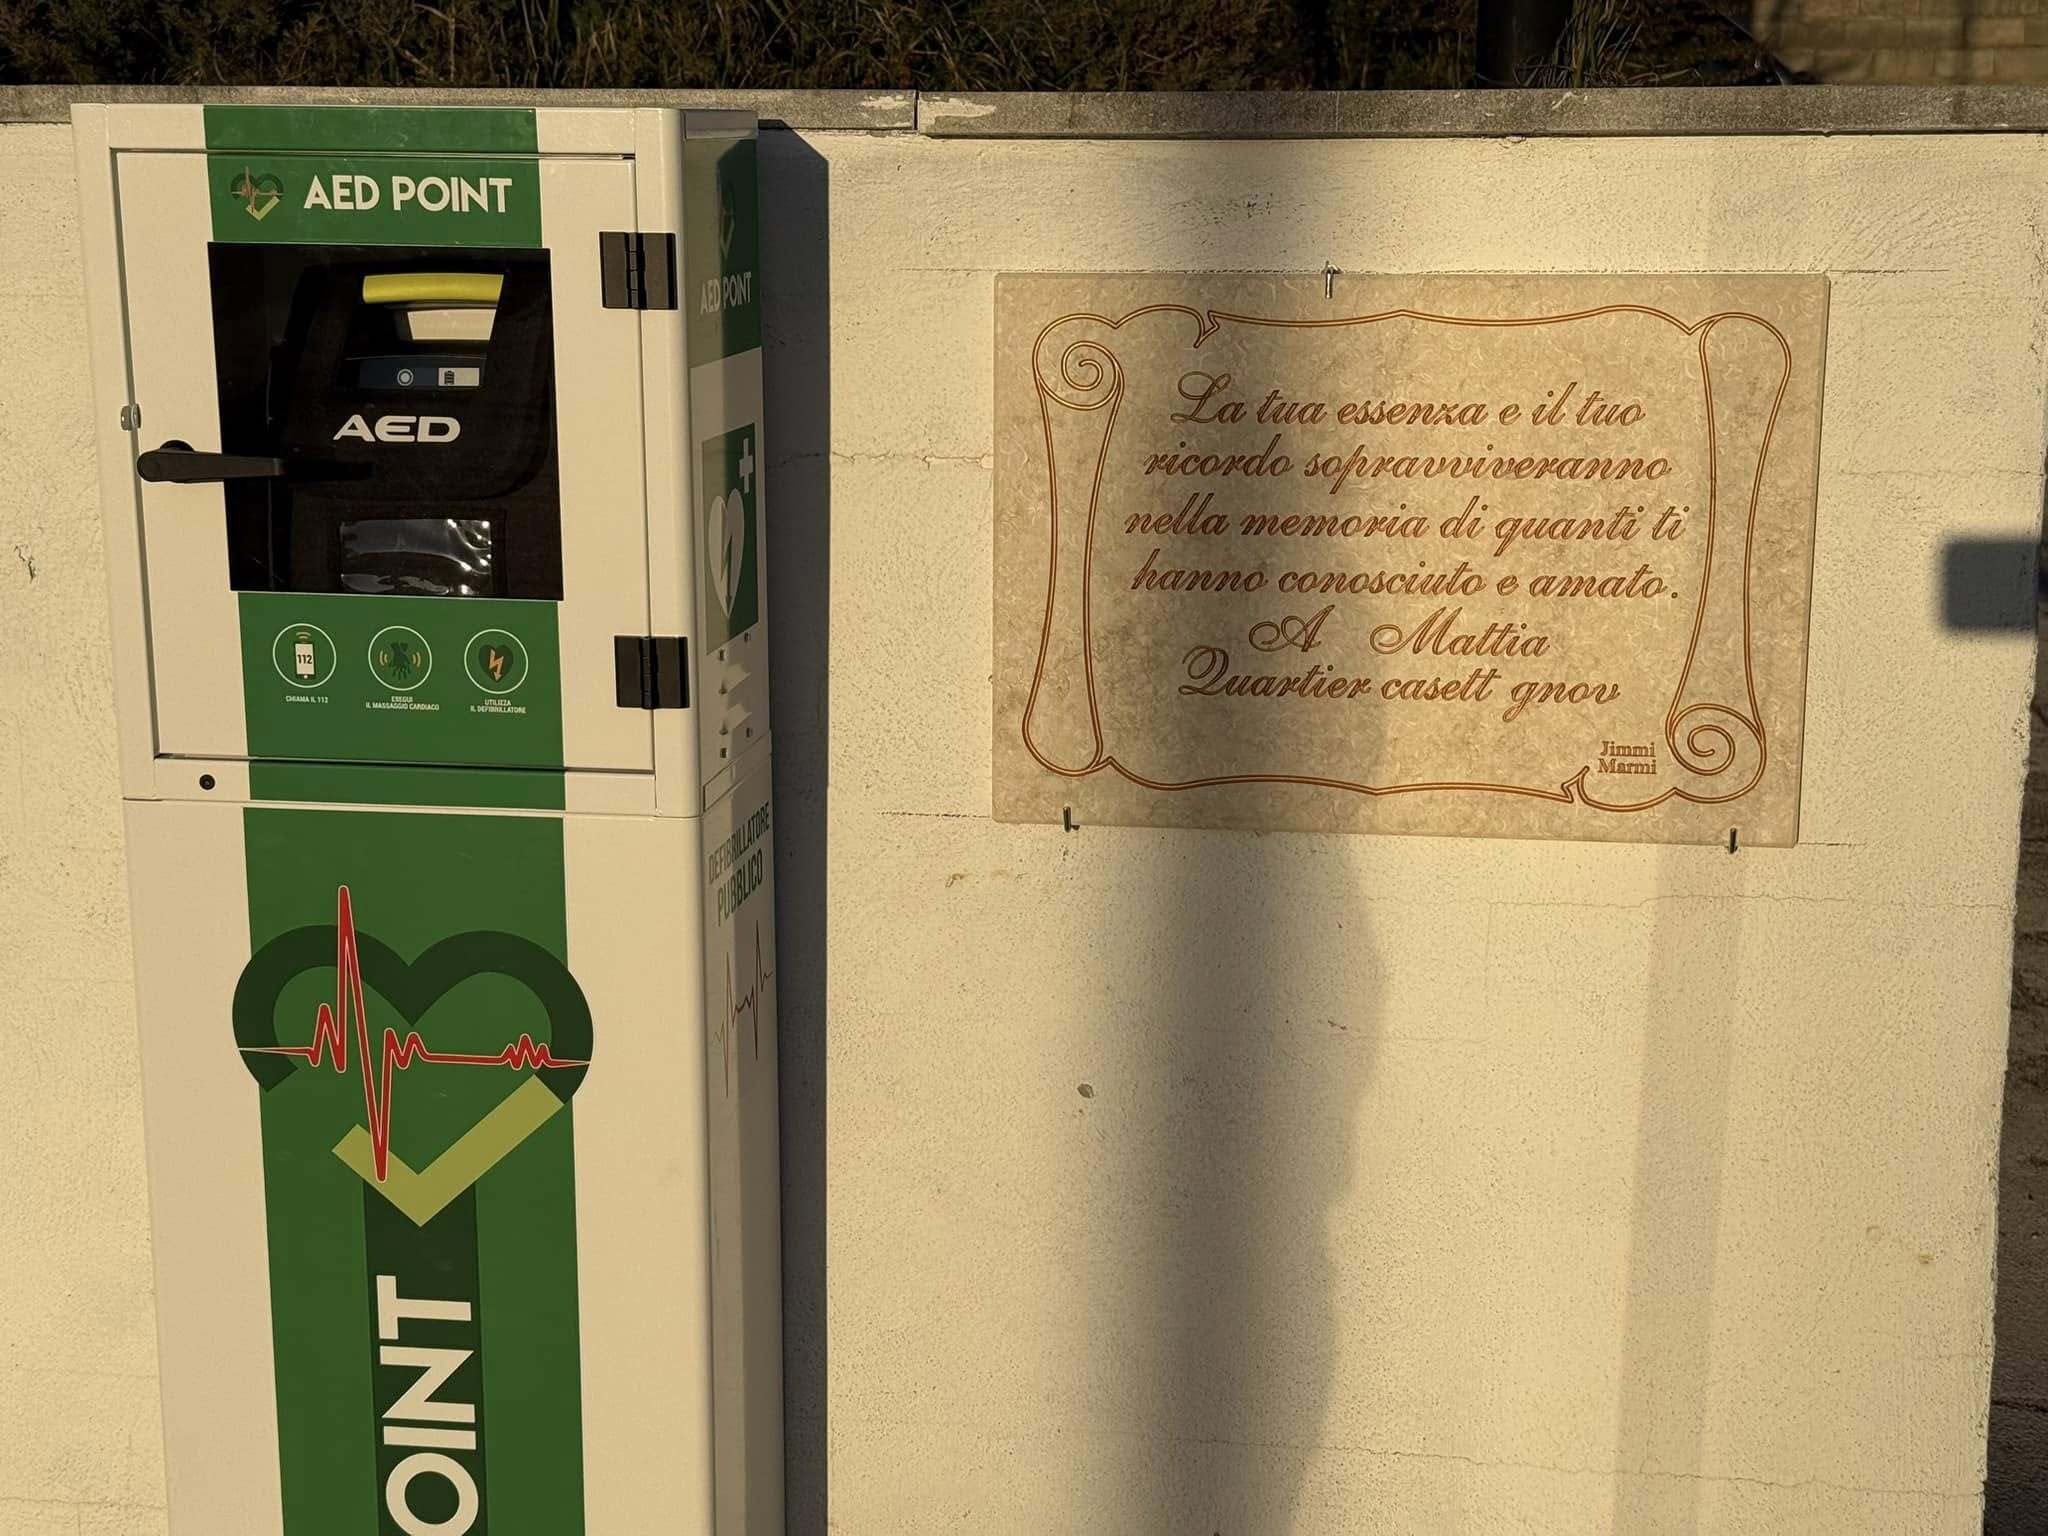 AED POINT
AED
112
CHIAMA IL 112
ESEGUI
IL MASSAGGIO CARDIACO
UTILIZZA
IL DEFIBRILLATORE
OINT
AED POINT
DEFIBRILLATORE
PUBBLICO
La tua essenza e il tuo
ricordo sopravviveranno
nella memoria di quanti ti
hanno conosciuto e amato.
A Mattia
Quartier casett gnov
Jimmi
Marmi